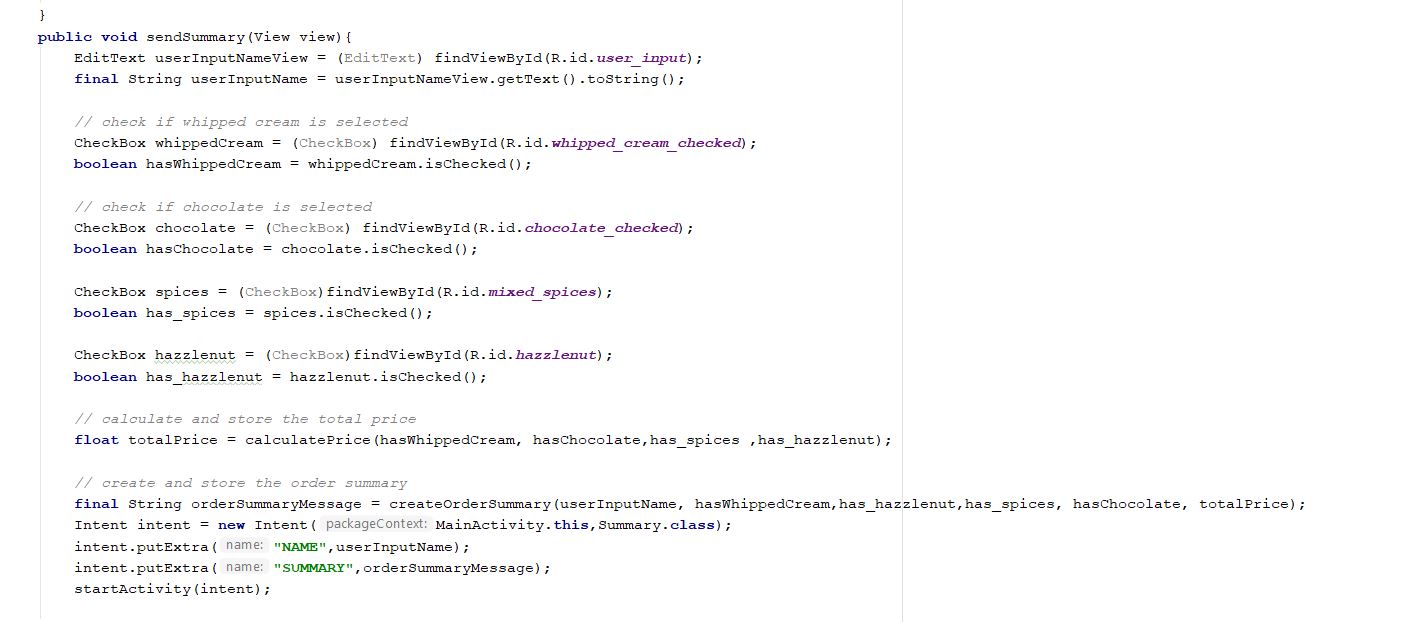 }
public void sendSummary(View view){
EditText userInputNameView = (EditText) findViewById(R.id.user_input);
final String userInputName = userInputNameView.getText().toString();
// check if whipped cream is selected
CheckBox whippedCream = (CheckBox) findViewById(R.id.whipped_cream_checked);
boolean hasWhippedCream = whippedCream.isChecked();
// check if chocolate is selected
CheckBox chocolate = (CheckBox) findViewById(R.id.chocolate_checked);
boolean hasChocolate = chocolate.isChecked();
CheckBox spices = (CheckBox)findViewById(R.id.mixed_spices);
boolean has_spices = spices.isChecked();
CheckBox hazzlenut = (CheckBox)findViewById(R.id.hazzlenut);
boolean has_hazzlenut = hazzlenut.isChecked();
// calculate and store the total price
float totalPrice = calculatePrice(hasWhippedCream, hasChocolate,has_spices ,has_hazzlenut);
// create and store the order summary
final String orderSummaryMessage = createOrderSummary(userInputName, hasWhippedCream,has_hazzlenut,has_spices, hasChocolate, totalPrice);
Intent intent = new Intent( packageContext: MainActivity.this,Summary.class);
intent.putExtra( name: "NAME",userInputName);
intent.putExtra( name: "SUMMARY",orderSummaryMessage);
startActivity(intent);